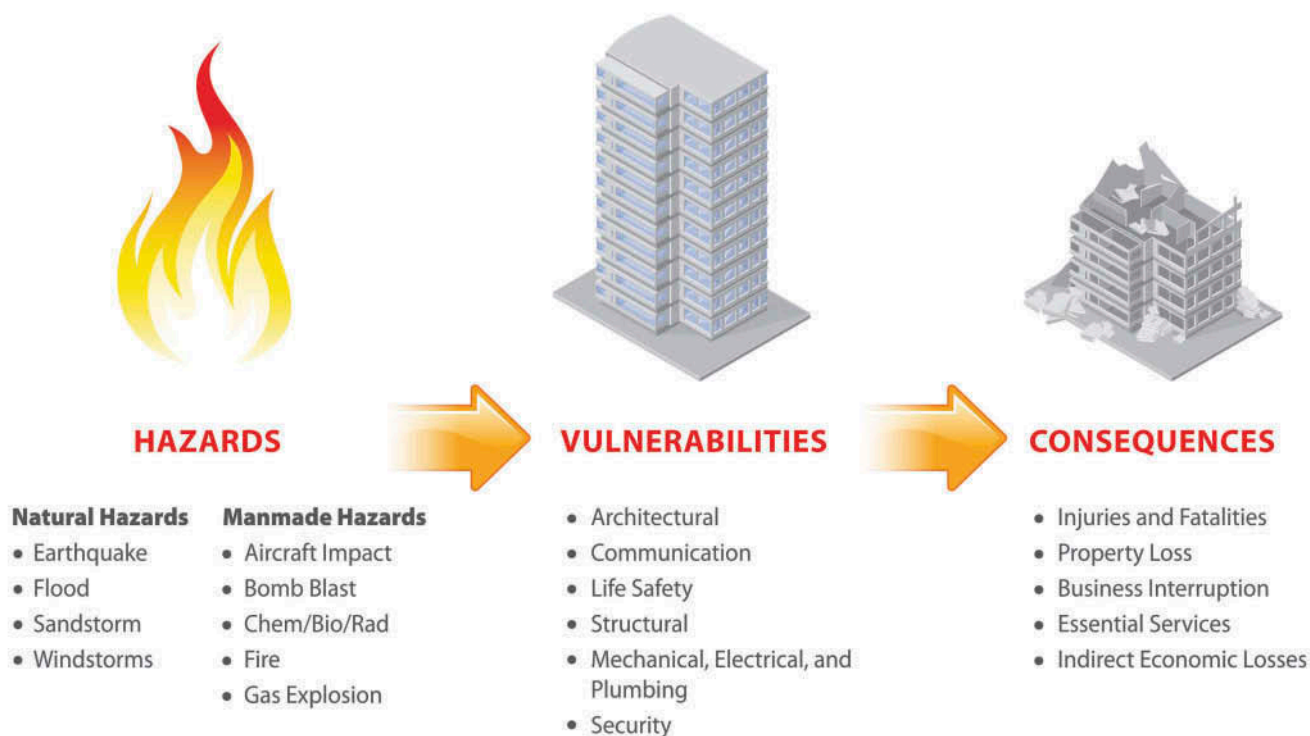 HAZARDS
VULNERABILITIES
CONSEQUENCES
Natural Hazards
• Earthquake
• Flood
• Sandstorm
• Windstorms
Manmade Hazards
• Aircraft Impact
• Bomb Blast
• Chem/Bio/Rad
• Fire
• Gas Explosion
• Architectural
• Communication
• Life Safety
• Structural
• Mechanical, Electrical, and
Plumbing
• Security
• Injuries and Fatalities
• Property Loss
• Business Interruption
• Essential Services
• Indirect Economic Losses